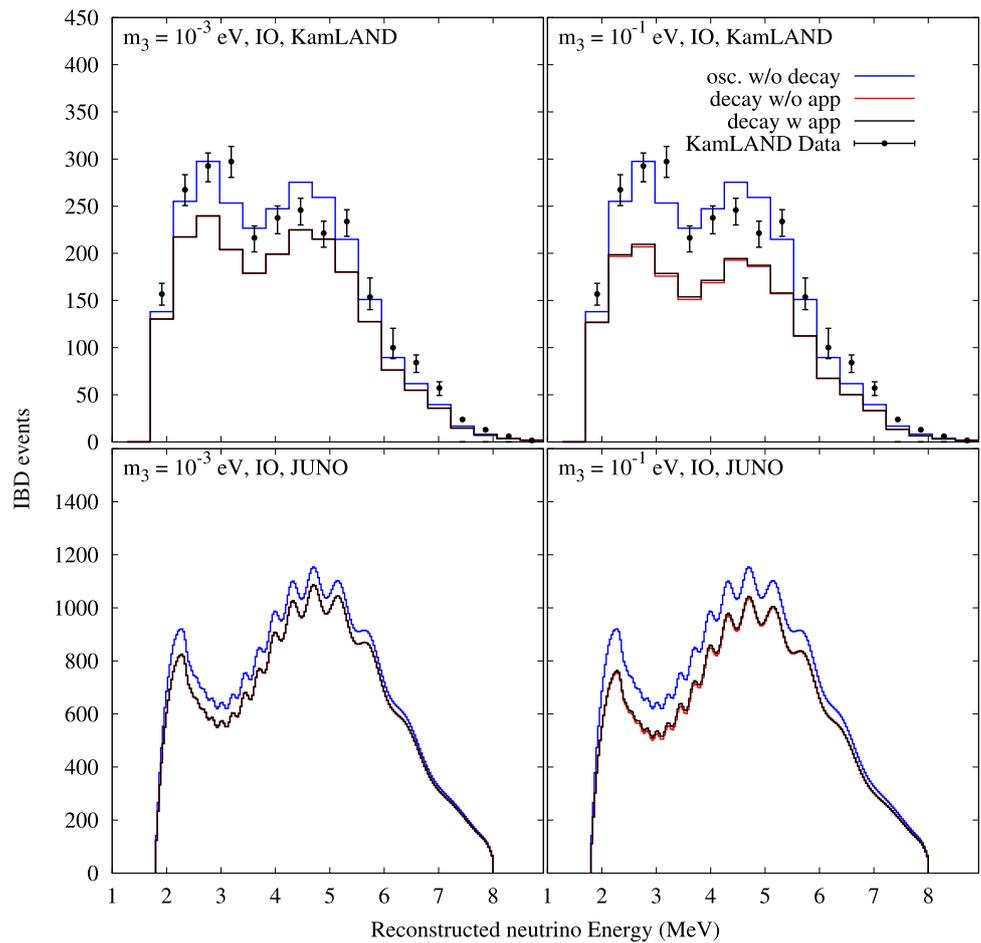 m₃ = 10⁻³ eV, IO, KamLAND
m₃ = 10⁻¹ eV, IO, KamLAND
osc. w/o decay
decay w/o app
decay w app
KamLAND Data
450
400
350
300
250
200
150
100
50
0
m₃ = 10⁻³ eV, IO, JUNO
m₃ = 10⁻¹ eV, IO, JUNO
1400
1200
1000
800
600
400
200
0
IBD events
1 2 3 4 5 6 7 8 1 2 3 4 5 6 7 8
Reconstructed neutrino Energy (MeV)